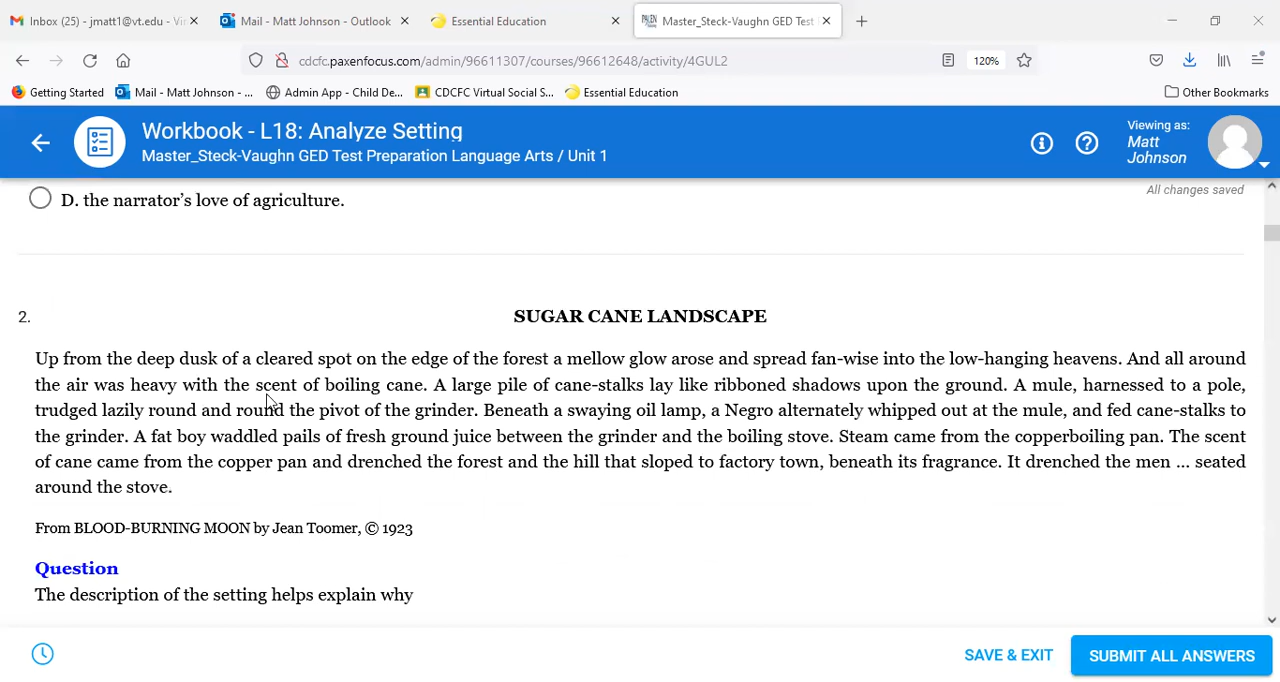 Inbox (25) - jmatt1@vt.edu - Vi
Mail - Matt Johnson - Outlook
Essential Education
Master_Steck-Vaughn GED Test
cdcfc.paxenfocus.com/admin/96611307/courses/96612648/activity/4GUL2
120%
Getting Started
Mail - Matt Johnson - ...
Admin App - Child De...
CDCFC Virtual Social S...
Essential Education
Other Bookmarks
Workbook - L18: Analyze Setting
Master_Steck-Vaughn GED Test Preparation Language Arts / Unit 1
Viewing as:
Matt
Johnson
All changes saved
D. the narrator's love of agriculture.
2.
SUGAR CANE LANDSCAPE
Up from the deep dusk of a cleared spot on the edge of the forest a mellow glow arose and spread fan-wise into the low-hanging heavens. And all around
the air was heavy with the scent of boiling cane. A large pile of cane-stalks lay like ribboned shadows upon the ground. A mule, harnessed to a pole,
trudged lazily round and round the pivot of the grinder. Beneath a swaying oil lamp, a Negro alternately whipped out at the mule, and fed cane-stalks to
the grinder. A fat boy waddled pails of fresh ground juice between the grinder and the boiling stove. Steam came from the copperboiling pan. The scent
of cane came from the copper pan and drenched the forest and the hill that sloped to factory town, beneath its fragrance. It drenched the men ... seated
around the stove.
From BLOOD-BURNING MOON by Jean Toomer, © 1923
Question
The description of the setting helps explain why
SAVE & EXIT
SUBMIT ALL ANSWERS